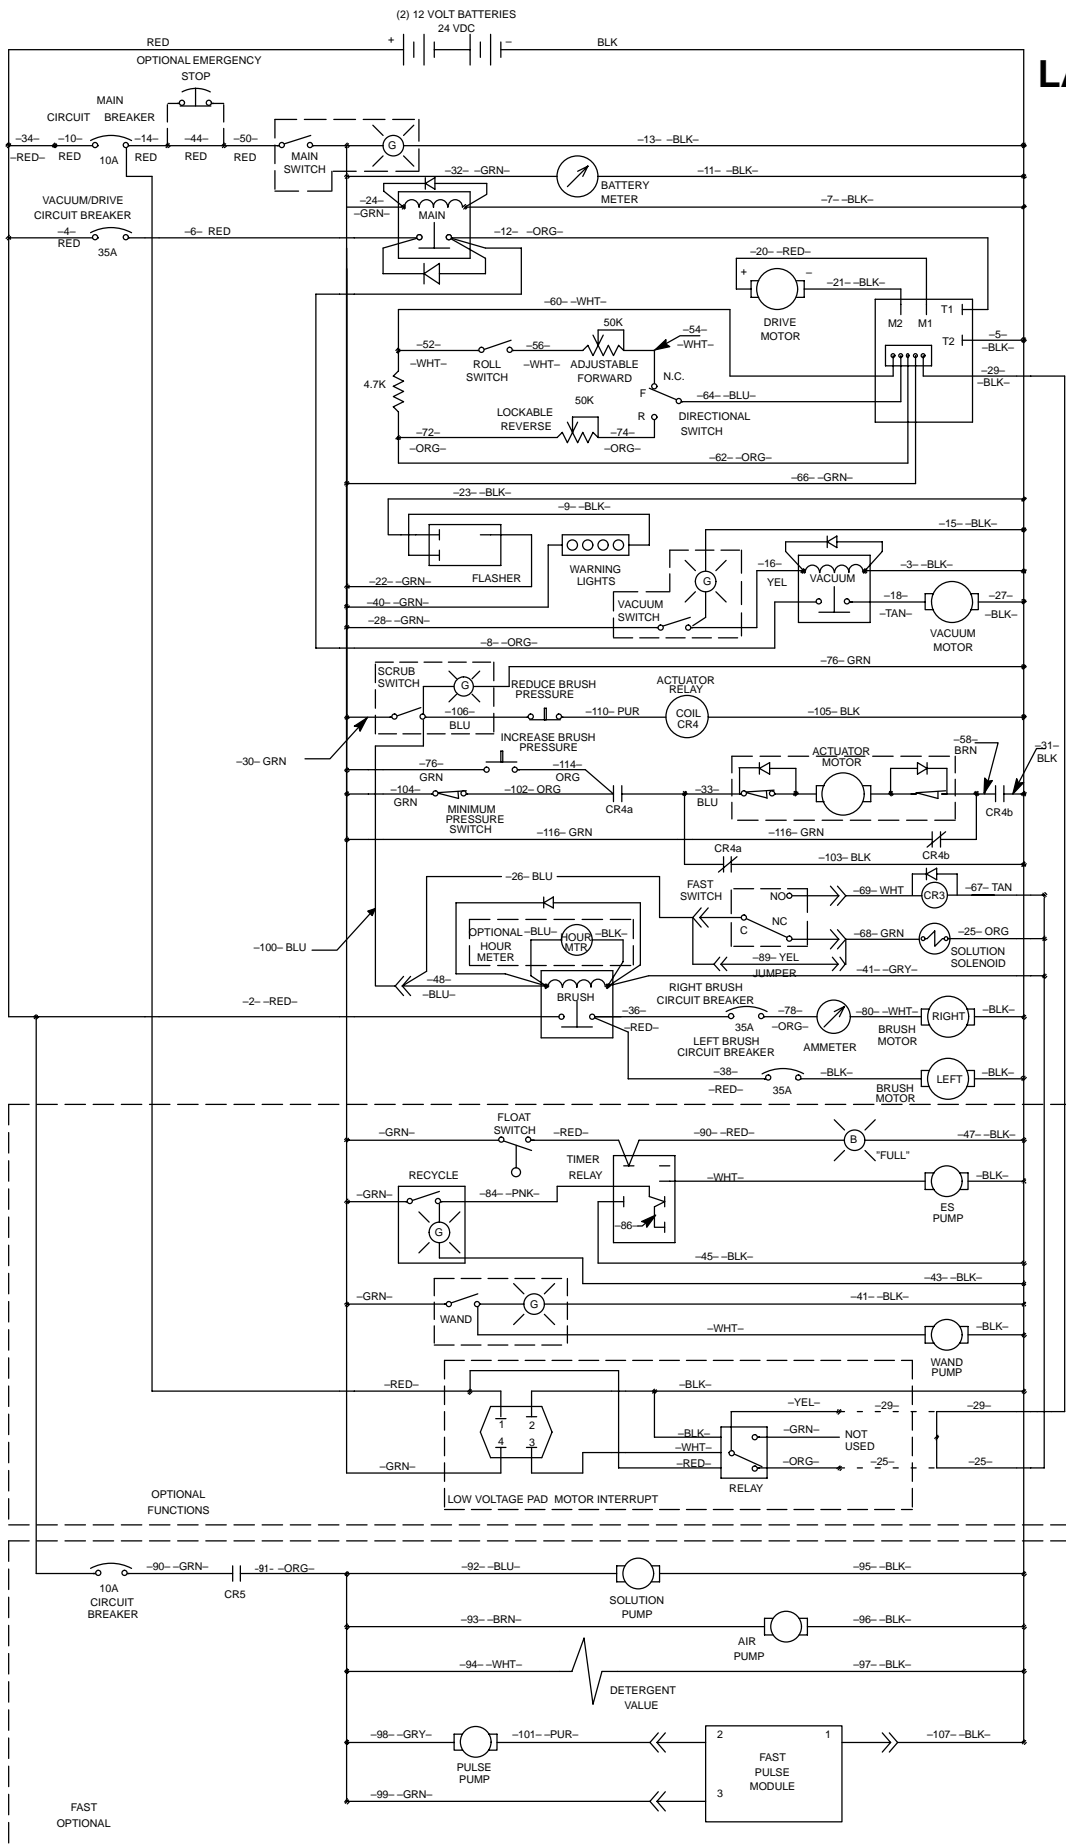 (2) 12 VOLT BATTERIES
24 VDC
RED
+
–
BLK
LA
OPTIONAL EMERGENCY
STOP
MAIN
CIRCUIT BREAKER
–34–
–RED–
–10–
RED
10A
–14–
RED
–44–
RED
–50–
RED
MAIN
SWITCH
G
–13– –BLK–
–32– –GRN–
BATTERY
METER
–11– –BLK–
–24–
–GRN–
MAIN
–7– –BLK–
VACUUM/DRIVE
CIRCUIT BREAKER
–4–
RED
35A
–6– RED
–12– –ORG–
–20– –RED–
+
–
–21– –BLK–
DRIVE
MOTOR
M2 M1
T1
T2
–5–
–BLK–
–29–
–BLK–
–60– –WHT–
50K
–54–
–WHT–
–52–
–WHT–
ROLL
SWITCH
–56–
–WHT–
ADJUSTABLE
FORWARD
4.7K
N.C.
F
–64– –BLU–
50K
LOCKABLE
REVERSE
R
DIRECTIONAL
SWITCH
–72–
–ORG–
–74–
–ORG–
–62– –ORG–
–66– –GRN–
–23– –BLK–
–9– –BLK–
–15– –BLK–
FLASHER
WARNING
LIGHTS
–22– –GRN–
–40– –GRN–
–28– –GRN–
VACUUM
SWITCH
G
–16–
YEL
VACUUM
–3– –BLK–
–18–
–TAN–
–27–
–BLK–
VACUUM
MOTOR
–8– –ORG–
–76– GRN
SCRUB
SWITCH
G
REDUCE BRUSH
PRESSURE
ACTUATOR
RELAY
–106–
BLU
–110– PUR
COIL
CR4
–105– BLK
–30– GRN
INCREASE BRUSH
PRESSURE
–76–
GRN
–114–
ORG
ACTUATOR
MOTOR
–58–
BRN
–31–
BLK
–104–
GRN
–102– ORG
MINIMUM
PRESSURE
SWITCH
CR4a
–33–
BLU
CR4b
–116– GRN
–116– GRN
CR4b
CR4a
–103– BLK
–26– BLU
FAST
SWITCH
NO
NC
C
–69– WHT
CR3
–67– TAN
–68– GRN
–25– ORG
SOLUTION
SOLENOID
–89– YEL
JUMPER
–100– BLU
OPTIONAL
HOUR
METER
–BLU–
HOUR
MTR
–BLK–
–41– –GRY–
–48–
–BLU–
BRUSH
–2– –RED–
–36–
–RED–
RIGHT BRUSH
CIRCUIT BREAKER
35A
–78–
–ORG–
AMMETER
–80– –WHT–
BRUSH
MOTOR
RIGHT
–BLK–
LEFT BRUSH
CIRCUIT BREAKER
–38–
–RED–
35A
–BLK–
BRUSH
MOTOR
LEFT
–BLK–
–GRN–
FLOAT
SWITCH
–RED–
–90– –RED–
B
"FULL"
–47– –BLK–
TIMER
RELAY
RECYCLE
–GRN–
–84– –PNK–
G
–86–
–WHT–
ES
PUMP
–BLK–
–45– –BLK–
–43– –BLK–
–GRN–
WAND
G
–41– –BLK–
–WHT–
WAND
PUMP
–BLK–
–RED–
–BLK–
1 2
4 3
–BLK–
–WHT–
–RED–
–YEL–
–29–
–29–
–GRN–
NOT
USED
–ORG–
–25–
–25–
RELAY
–GRN–
LOW VOLTAGE PAD MOTOR INTERRUPT
OPTIONAL
FUNCTIONS
10A
CIRCUIT
BREAKER
–90– –GRN–
CR5
–91– –ORG–
–92– –BLU–
SOLUTION
PUMP
–95– –BLK–
–93– –BRN–
AIR
PUMP
–96– –BLK–
–94– –WHT–
DETERGENT
VALUE
–97– –BLK–
–98– –GRY–
PULSE
PUMP
–101– –PUR–
2
1
3
FAST
PULSE
MODULE
–107– –BLK–
–99– –GRN–
FAST
OPTIONAL